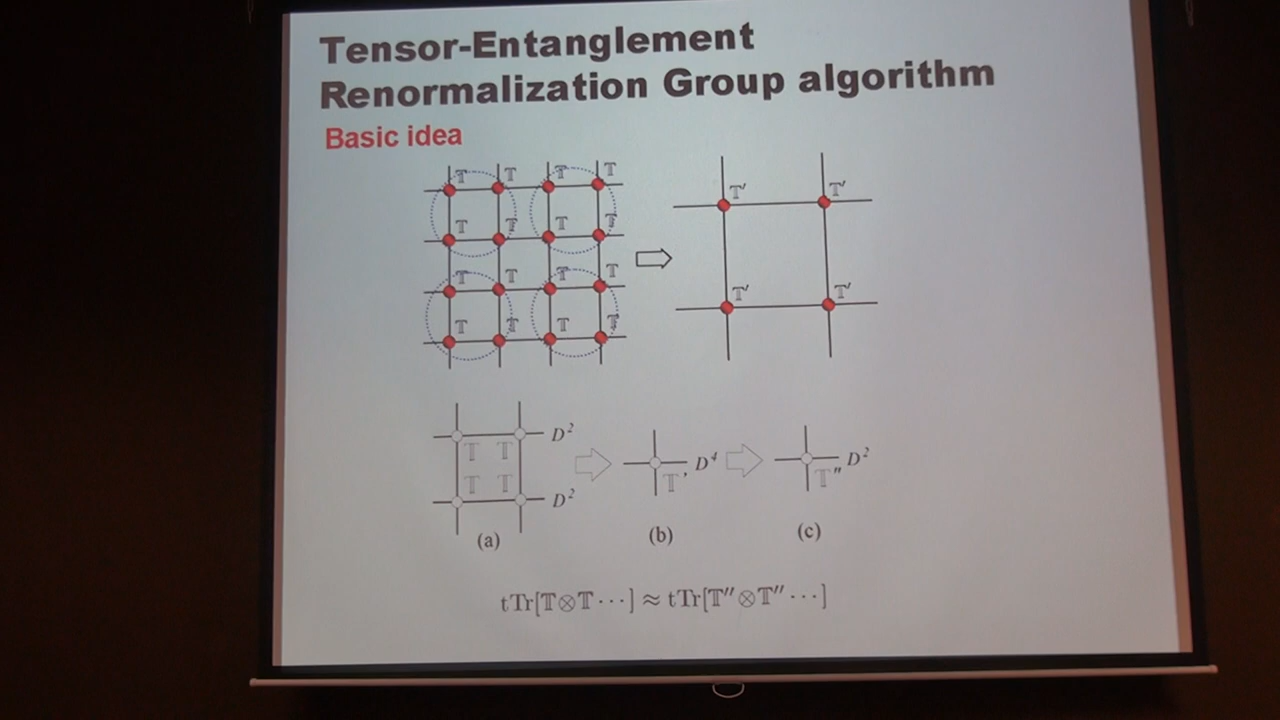 Tensor-Entanglement
Renormalization Group algorithm
Basic idea
𝕋 𝕋 𝕋 𝕋
𝕋 𝕋 𝕋 𝕋
𝕋 𝕋 𝕋 𝕋
𝕋 𝕋 𝕋 𝕋
𝕋′ 𝕋′
𝕋′ 𝕋′
𝕋 𝕋 D²
𝕋 𝕋 D²
(a)
𝕋' D⁴
(b)
𝕋″ D²
(c)
tTr[𝕋⊗𝕋···] ≈ tTr[𝕋″⊗𝕋″···]